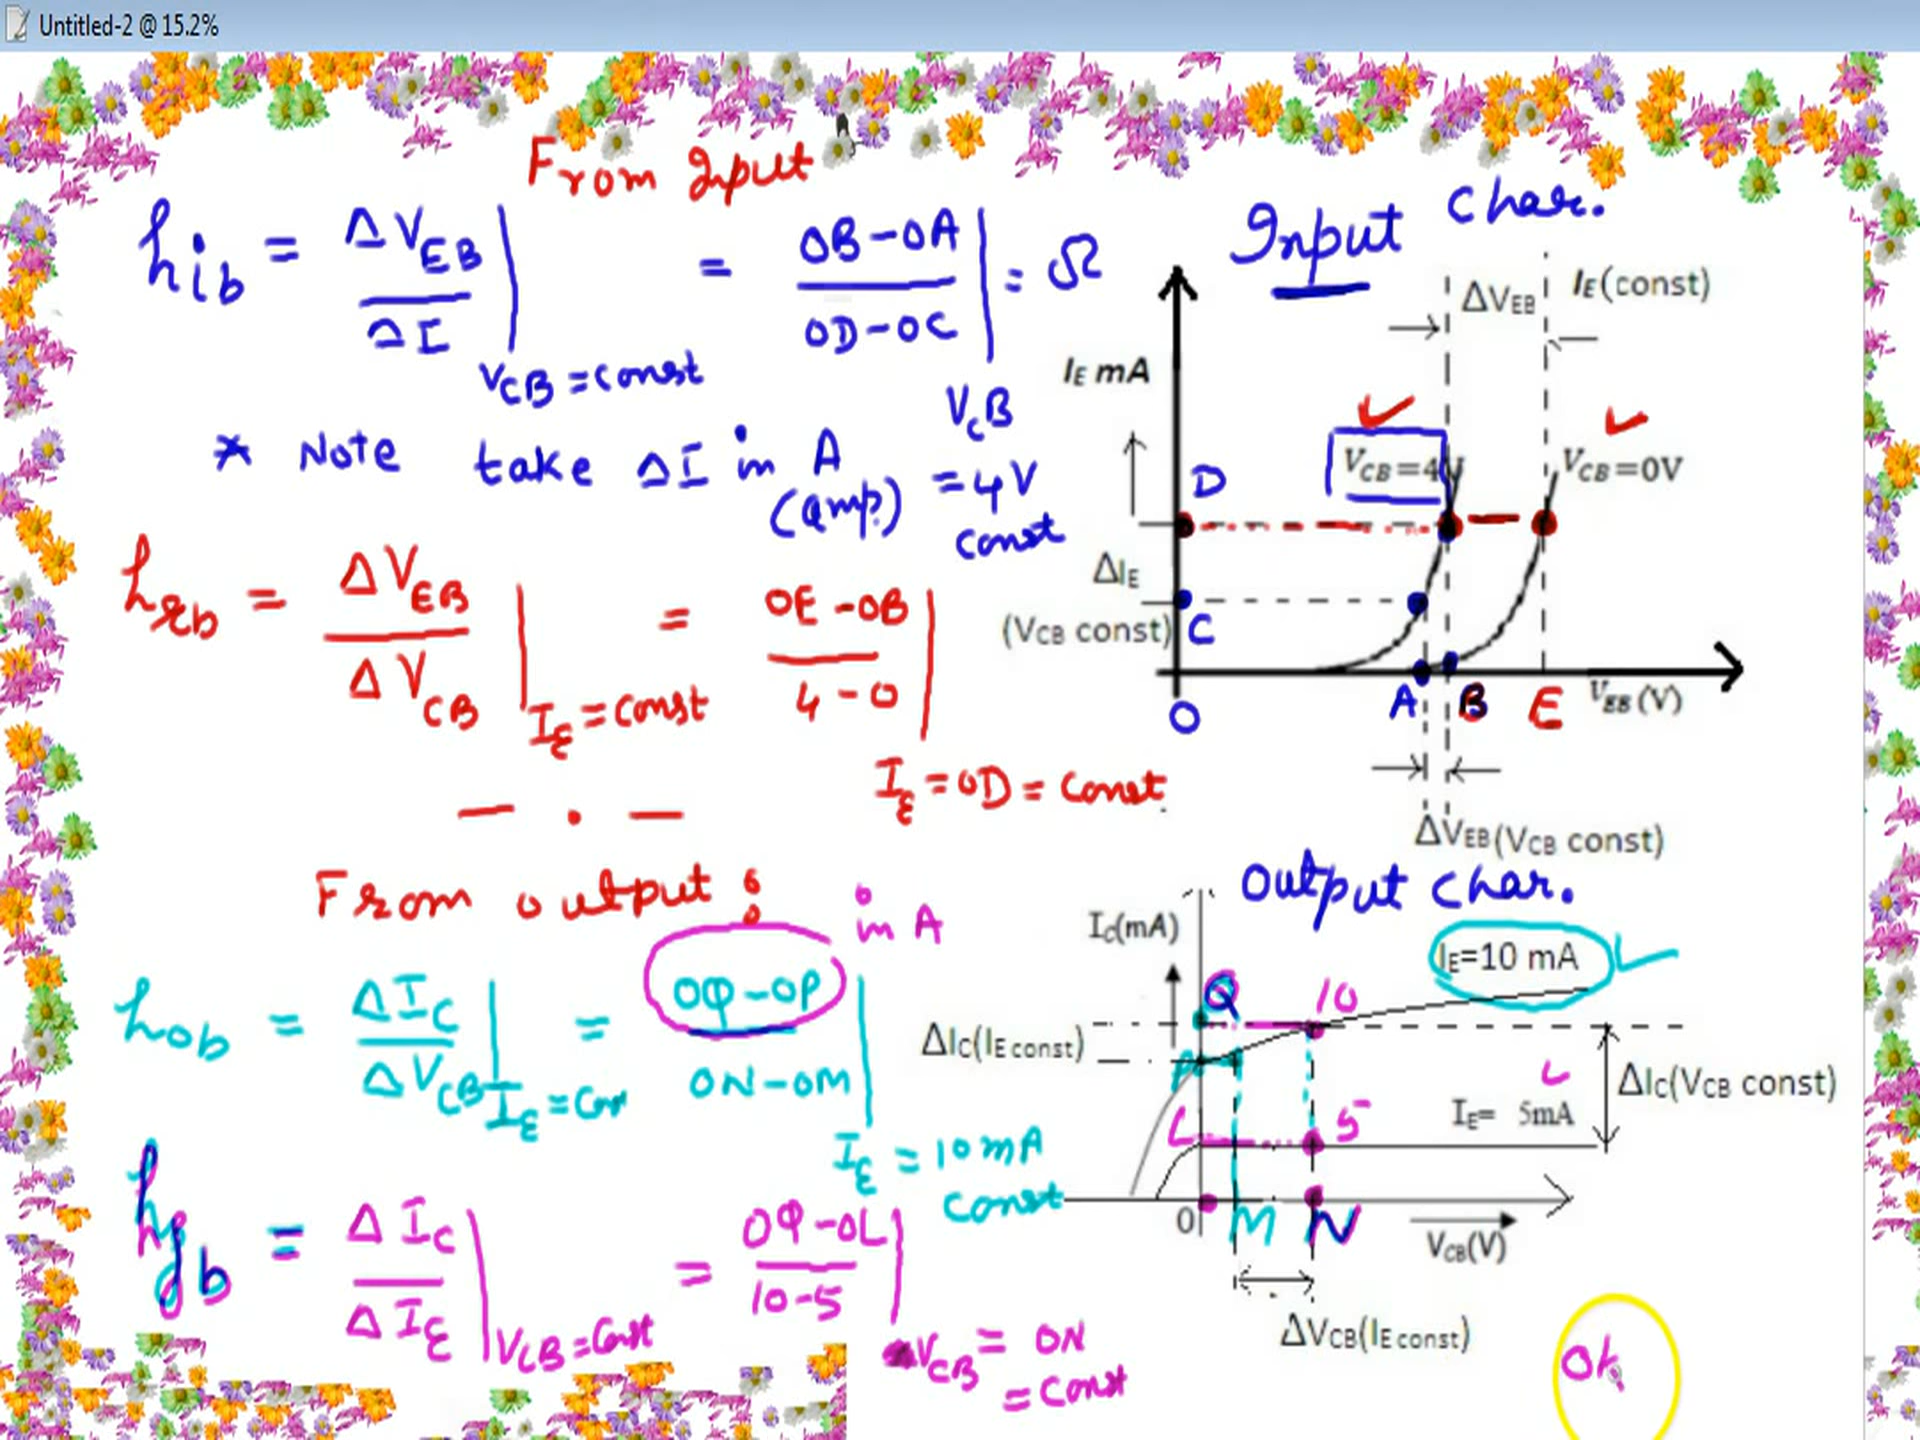 Untitled-2 @ 15.2%
From Input
hib = ΔVEB / ΔI | VCB = const = OB-OA / OD-OC | = Ω
VCB = 4V const
* Note take ΔI in A (amp.)
hrb = ΔVEB / ΔVCB | IE = const = OE-OB / 4-0 | IE = OD = const.
— . —
From output :
in A
hob = ΔIC / ΔVCB | IE = Con = OQ-OP / ON-OM | IE = 10mA const
hfb = ΔIC / ΔIE | VCB = Const = OQ-OL / 10-5 | VCB = ON = const
Input char.
ΔVEB IE (const)
IE mA
VCB=4V VCB=0V
D
ΔIE
(VCB const) C
O A B E VEB (V)
ΔVEB (VCB const)
Output char.
IC(mA)
IE=10 mA
Q 10
ΔIC(IE const)
P
ΔIC(VCB const)
L 5 IE= 5mA
0 M N VCB(V)
ΔVCB(IE const)
Ok